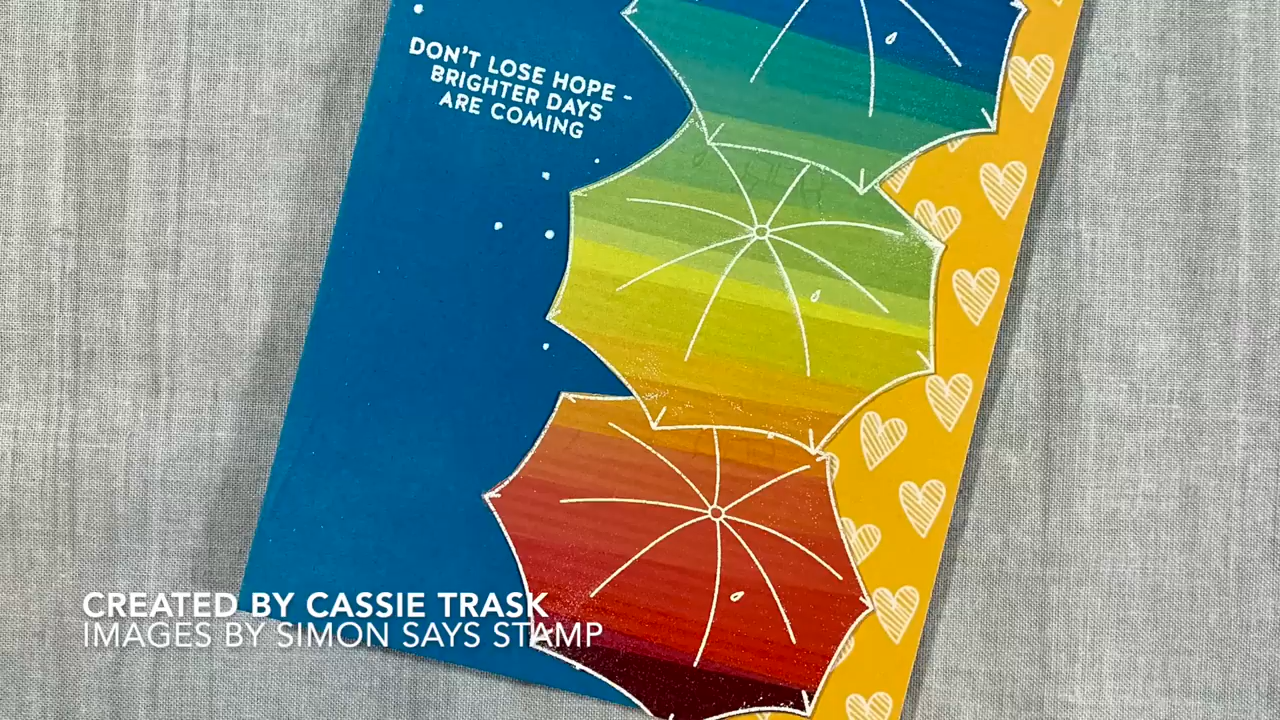 DON'T LOSE HOPE -
BRIGHTER DAYS
ARE COMING
CREATED BY CASSIE TRASK
IMAGES BY SIMON SAYS STAMP